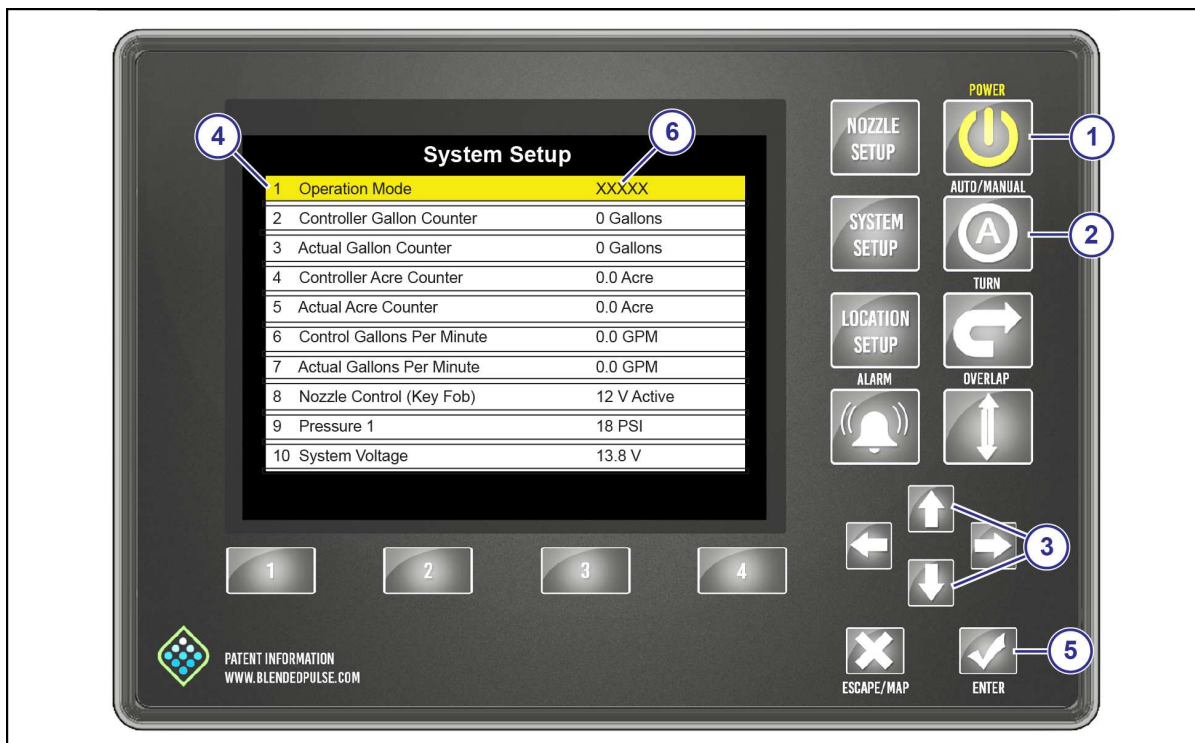 POWER
NOZZLE
SETUP
1
4
6
System Setup
1 Operation Mode XXXXX
2 Controller Gallon Counter 0 Gallons
3 Actual Gallon Counter 0 Gallons
4 Controller Acre Counter 0.0 Acre
5 Actual Acre Counter 0.0 Acre
6 Control Gallons Per Minute 0.0 GPM
7 Actual Gallons Per Minute 0.0 GPM
8 Nozzle Control (Key Fob) 12 V Active
9 Pressure 1 18 PSI
10 System Voltage 13.8 V
AUTO/MANUAL
SYSTEM
SETUP
A
2
TURN
LOCATION
SETUP
ALARM
OVERLAP
3
1 2 3 4
PATENT INFORMATION
WWW.BLENDEDPULSE.COM
5
ESCAPE/MAP
ENTER